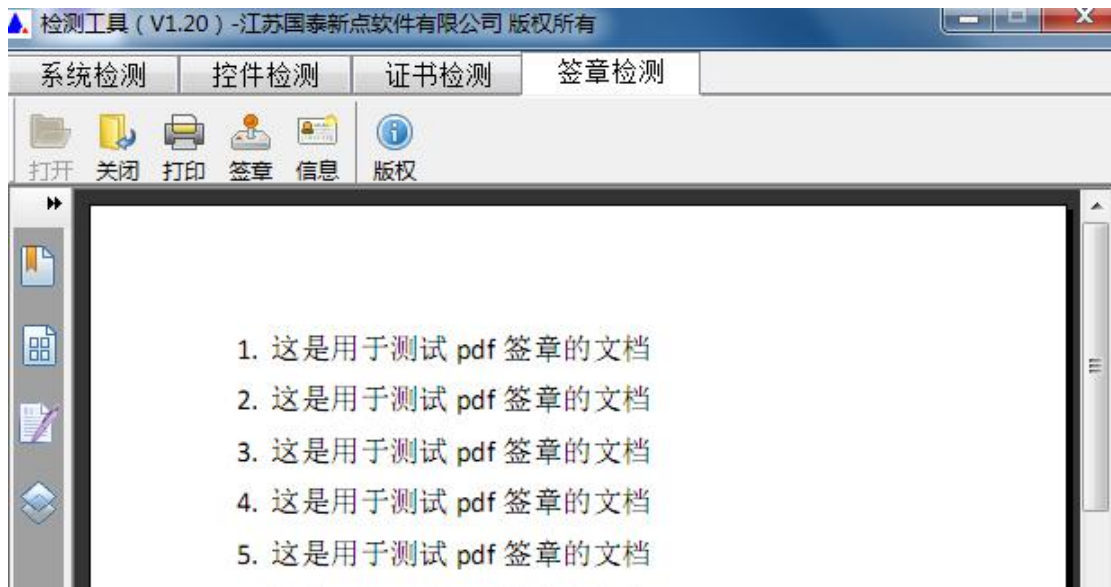 检测工具（V1.20）-江苏国泰新点软件有限公司 版权所有
系统检测 控件检测 证书检测 签章检测
打开 关闭 打印 签章 信息 版权
1. 这是用于测试 pdf 签章的文档
2. 这是用于测试 pdf 签章的文档
3. 这是用于测试 pdf 签章的文档
4. 这是用于测试 pdf 签章的文档
5. 这是用于测试 pdf 签章的文档